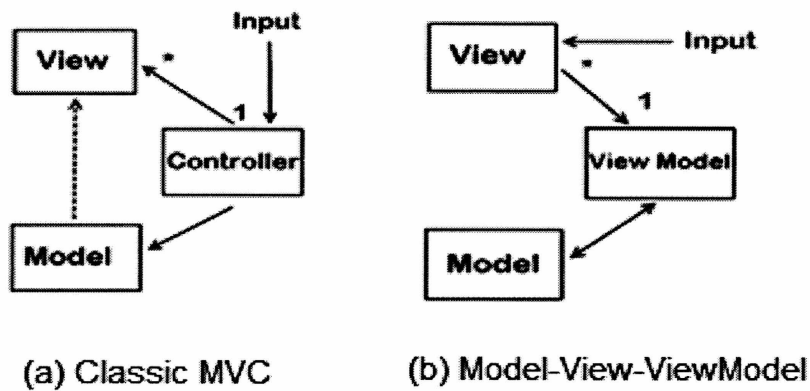 Input
View
*
1
Controller
Model
(a) Classic MVC
Input
View
*
1
View Model
Model
(b) Model-View-ViewModel